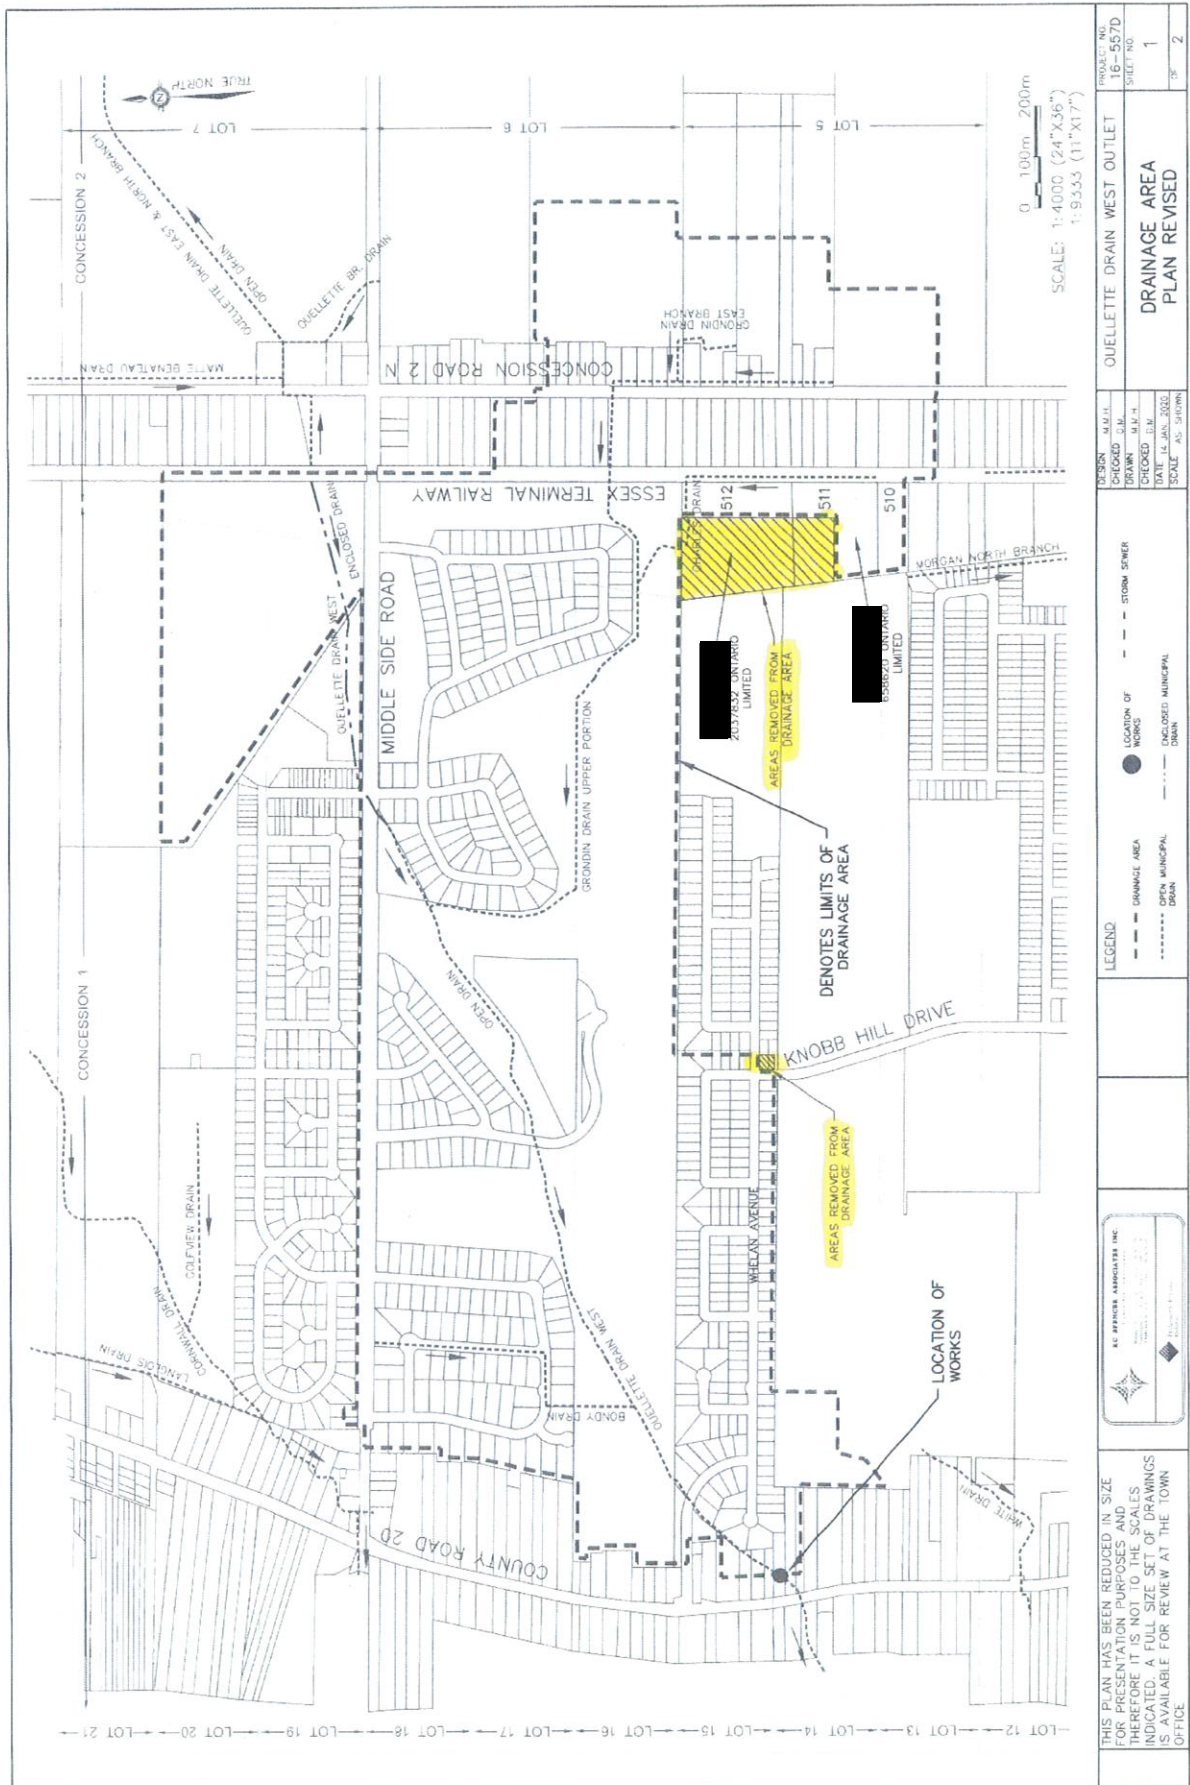 CONCESSION 1
CONCESSION 2
TRUE NORTH
LOT 7
LOT 6
LOT 5
LOT 21
LOT 20
LOT 19
LOT 18
LOT 17
LOT 16
LOT 15
LOT 14
LOT 13
LOT 12
LANGLOIS DRAIN
CORNWALL DRAIN
GOLFVIEW DRAIN
MATTE BENETEAU DRAIN
OUELLETTE DRAIN EAST & NORTH BRANCH
OPEN DRAIN
OUELLETTE BR. DRAIN
ENCLOSED DRAIN
OUELLETTE DRAIN WEST
MIDDLE SIDE ROAD
ESSEX TERMINAL RAILWAY
CONCESSION ROAD 2 N
GRONDIN DRAIN
EAST BRANCH
COUNTY ROAD 20
BONDY DRAIN
OPEN DRAIN
OUELLETTE DRAIN WEST
GRONDIN DRAIN UPPER PORTION
CHARLES DRAIN
512
511
510
MORGAN NORTH BRANCH
2037832 ONTARIO
LIMITED
AREAS REMOVED FROM
DRAINAGE AREA
658620 ONTARIO
LIMITED
DENOTES LIMITS OF
DRAINAGE AREA
KNOBB HILL DRIVE
WHELAN AVENUE
AREAS REMOVED FROM
DRAINAGE AREA
LOCATION OF
WORKS
WHITE DRAIN
0 100m 200m
SCALE: 1:4000 (24"X36")
1:9333 (11"X17")
THIS PLAN HAS BEEN REDUCED IN SIZE
FOR PRESENTATION PURPOSES AND
THEREFORE IT IS NOT TO THE SCALES
INDICATED. A FULL SIZE SET OF DRAWINGS
IS AVAILABLE FOR REVIEW AT THE TOWN
OFFICE
RC SPENCER ASSOCIATES INC.
LEGEND
DRAINAGE AREA
LOCATION OF
WORKS
STORM SEWER
OPEN MUNICIPAL
DRAIN
ENCLOSED MUNICIPAL
DRAIN
DESIGN M.M.H.
CHECKED D.M.
DRAWN M.M.H.
CHECKED D.M.
DATE 14 JAN. 2020
SCALE AS SHOWN
OUELLETTE DRAIN WEST OUTLET
DRAINAGE AREA
PLAN REVISED
PROJECT NO.
16-557D
SHEET NO.
1
OF
2